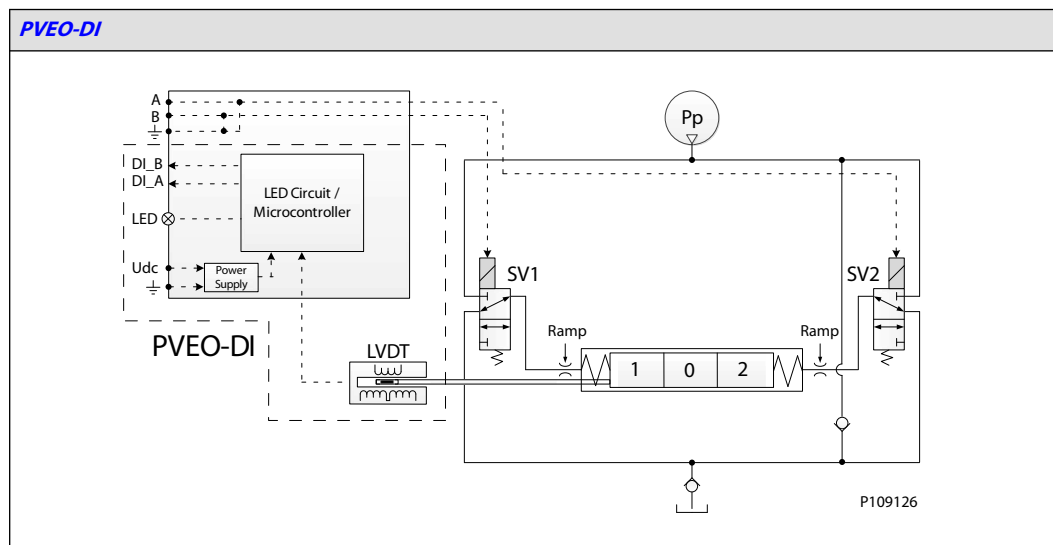 PVEO-DI
A
B
DI_B
DI_A
LED
Udc
LED Circuit /
Microcontroller
Power
Supply
PVEO-DI
LVDT
Pp
SV1
SV2
Ramp
Ramp
1 0 2
P109126